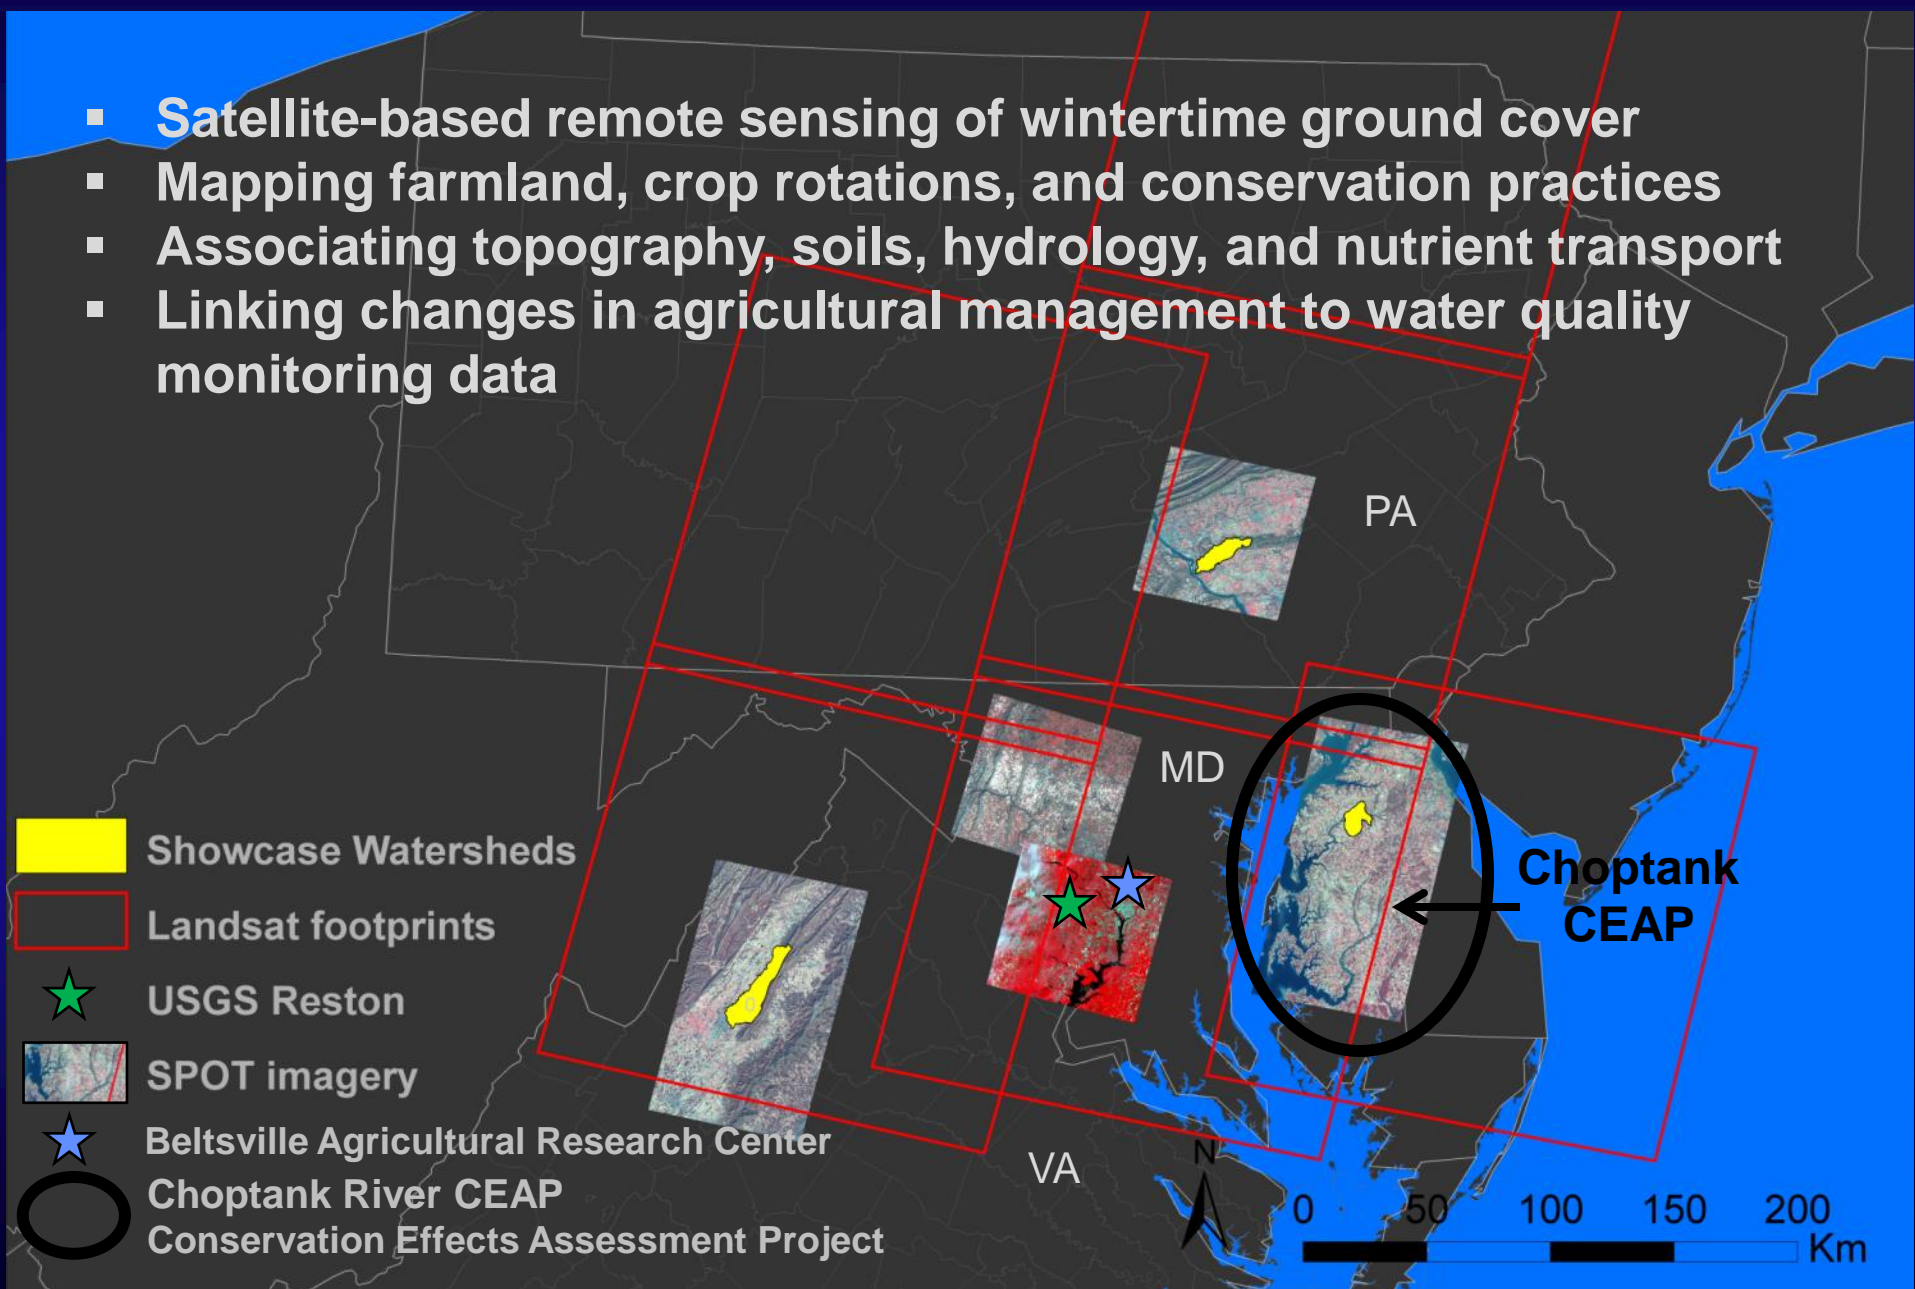 ▪ Satellite-based remote sensing of wintertime ground cover
▪ Mapping farmland, crop rotations, and conservation practices
▪ Associating topography, soils, hydrology, and nutrient transport
▪ Linking changes in agricultural management to water quality
monitoring data
PA
MD
Choptank
CEAP
Showcase Watersheds
Landsat footprints
USGS Reston
SPOT imagery
Beltsville Agricultural Research Center
Choptank River CEAP
Conservation Effects Assessment Project
VA
N
0 50 100 150 200
Km
0